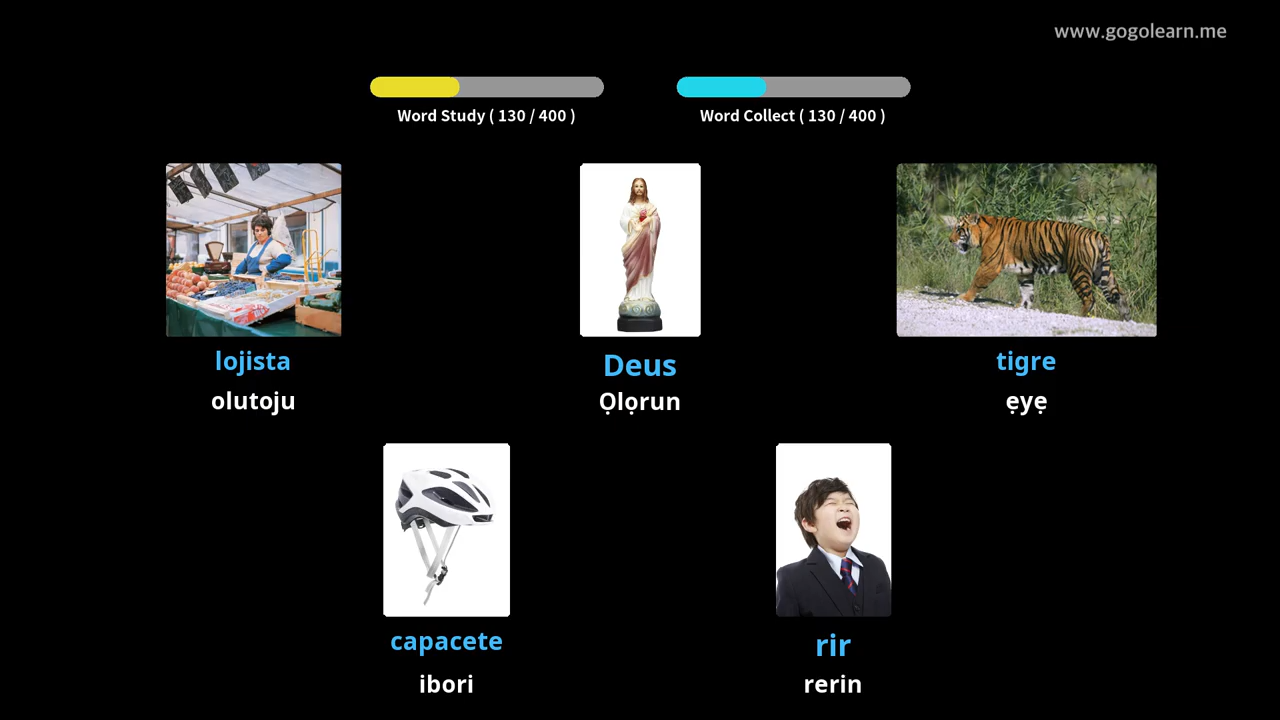 www.gogolearn.me
Word Study ( 130 / 400 )
Word Collect ( 130 / 400 )
lojista
olutoju
Deus
Ọlọrun
tigre
ẹyẹ
capacete
ibori
rir
rerin